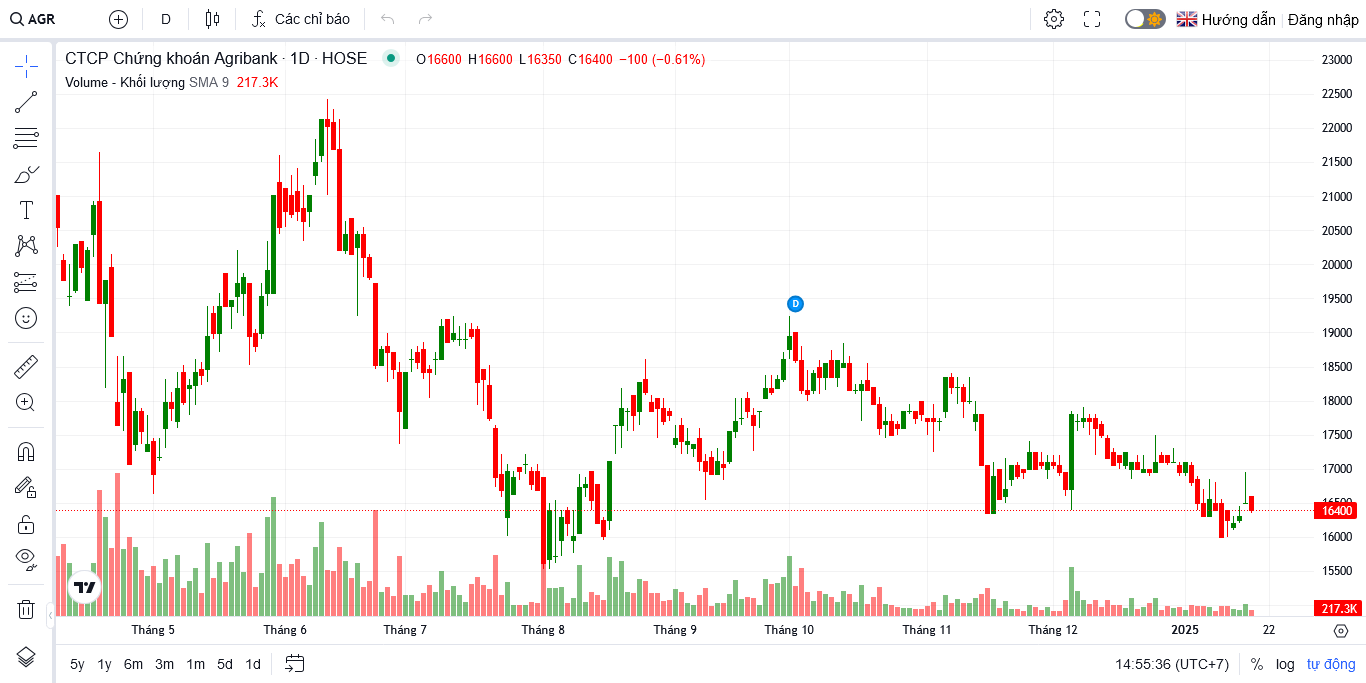 AGR D Các chỉ báo Hướng dẫn Đăng nhập
CTCP Chứng khoán Agribank · 1D · HOSE O16600 H16600 L16350 C16400 −100 (−0.61%)
Volume - Khối lượng SMA 9 217.3K
23000
22500
22000
21500
21000
20500
20000
19500
19000
18500
18000
17500
17000
16500
16400
16000
15500
217.3K
D
Tháng 5 Tháng 6 Tháng 7 Tháng 8 Tháng 9 Tháng 10 Tháng 11 Tháng 12 2025 22
5y 1y 6m 3m 1m 5d 1d 14:55:36 (UTC+7) % log tự động